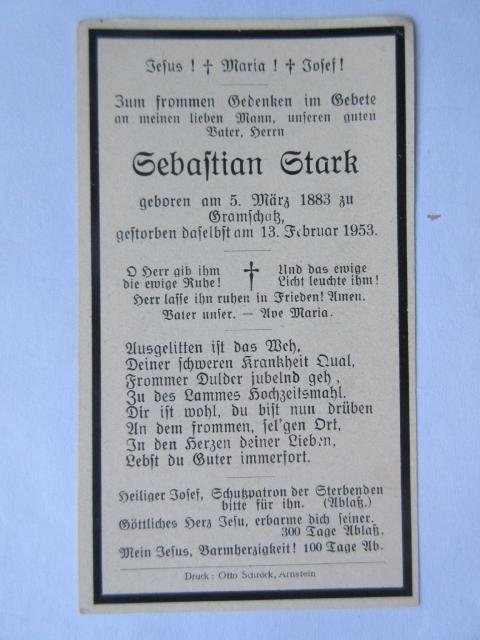 Jesus ! † Maria ! † Josef !
Zum frommen Gedenken im Gebete
an meinen lieben Mann, unseren guten
Vater, Herrn
Sebastian Stark
geboren am 5. März 1883 zu
Gramschatz,
gestorben daselbst am 13. Februar 1953.
O Herr gib ihm † Und das ewige
die ewige Ruhe! Licht leuchte ihm!
Herr lasse ihn ruhen in Frieden! Amen.
Vater unser. — Ave Maria.
Ausgelitten ist das Weh,
Deiner schweren Krankheit Qual,
Frommer Dulder jubelnd geh,
Zu des Lammes Hochzeitsmahl.
Dir ist wohl, du bist nun drüben
An dem frommen, sel'gen Ort,
In den Herzen deiner Lieben,
Lebst du Guter immerfort.
Heiliger Josef, Schutzpatron der Sterbenden
bitte für ihn. (Ablaß.)
Göttliches Herz Jesu, erbarme dich seiner.
300 Tage Ablaß.
Mein Jesus, Barmherzigkeit! 100 Tage Ab.
Druck : Otto Schröck, Arnstein